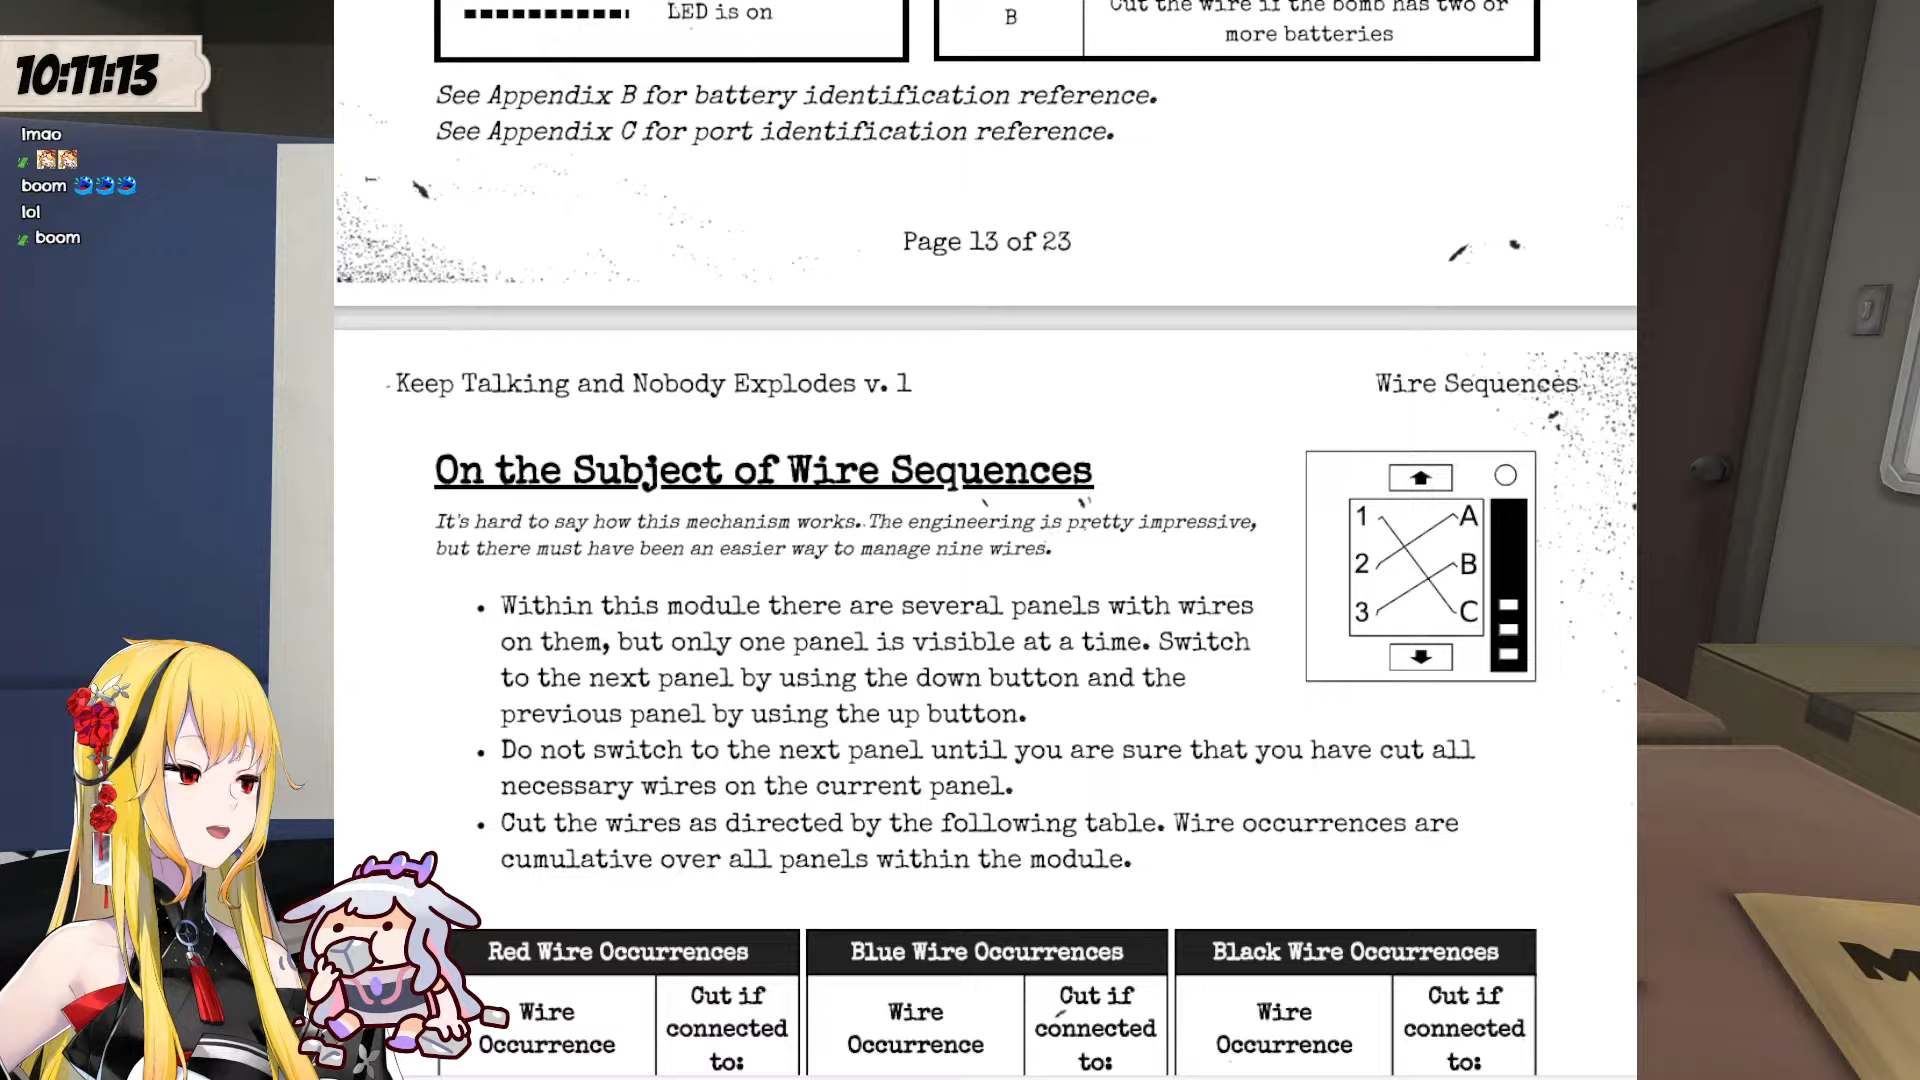 LED is on
B
Cut the wire if the bomb has two or
more batteries
See Appendix B for battery identification reference.
See Appendix C for port identification reference.
Page 13 of 23
10:11:13
lmao
boom
lol
boom
Keep Talking and Nobody Explodes v. 1
Wire Sequences
On the Subject of Wire Sequences
It's hard to say how this mechanism works. The engineering is pretty impressive,
but there must have been an easier way to manage nine wires.
1 A
2 B
3 C
• Within this module there are several panels with wires
on them, but only one panel is visible at a time. Switch
to the next panel by using the down button and the
previous panel by using the up button.
• Do not switch to the next panel until you are sure that you have cut all
necessary wires on the current panel.
• Cut the wires as directed by the following table. Wire occurrences are
cumulative over all panels within the module.
Red Wire Occurrences
Wire
Occurrence
Cut if
connected
to:
Blue Wire Occurrences
Wire
Occurrence
Cut if
connected
to:
Black Wire Occurrences
Wire
Occurrence
Cut if
connected
to: